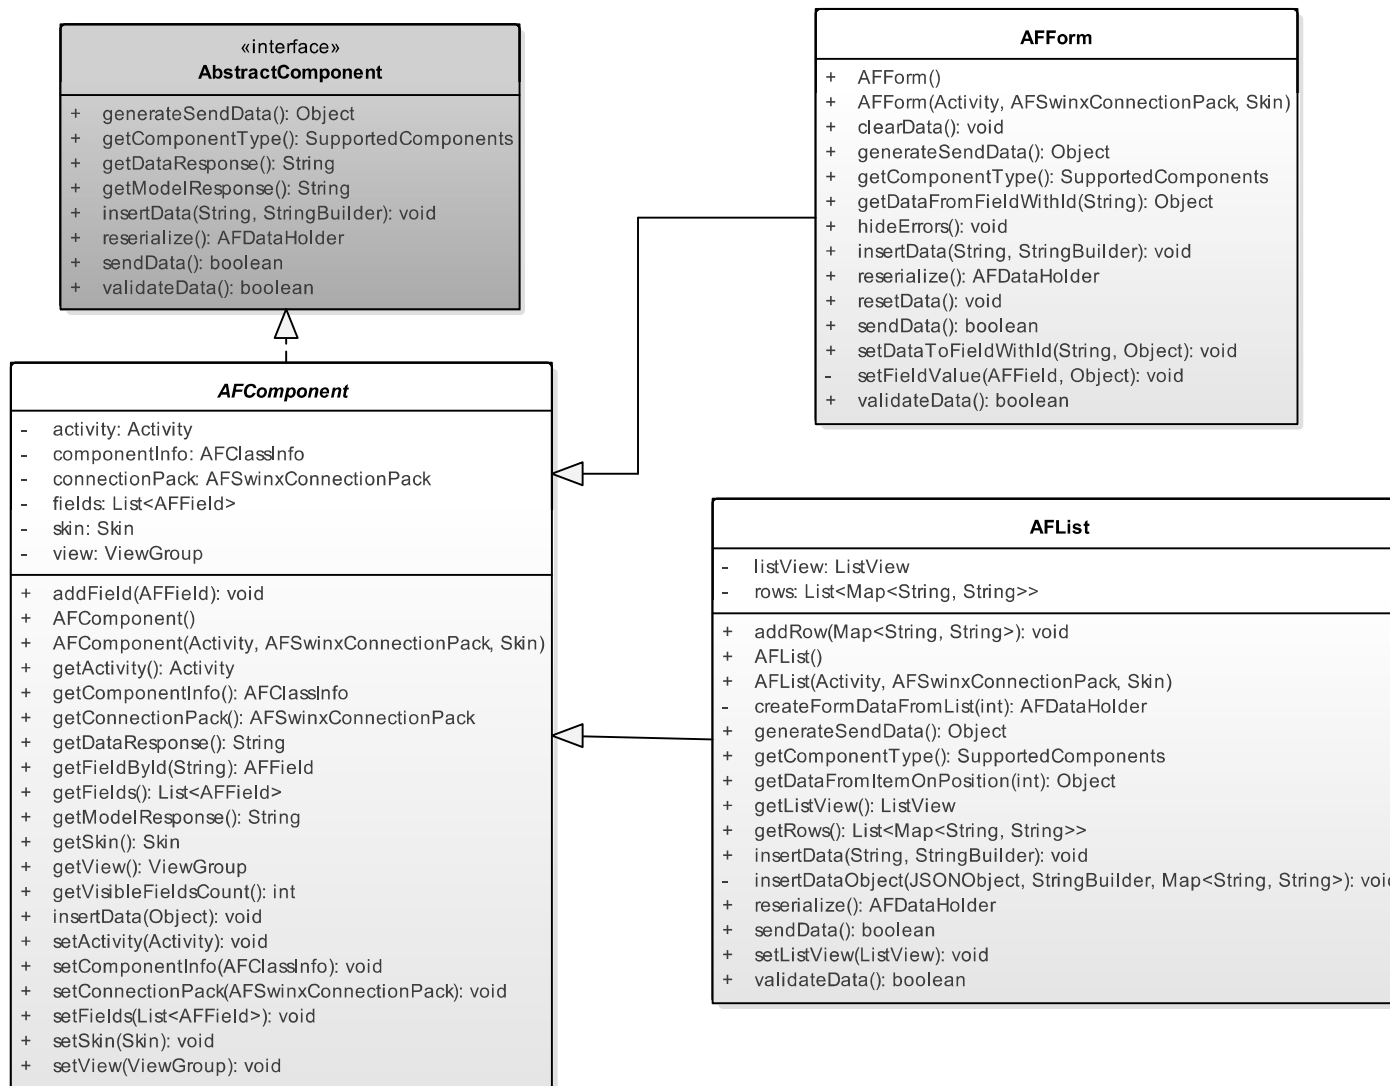 «interface»
AbstractComponent
+ generateSendData(): Object
+ getComponentType(): SupportedComponents
+ getDataResponse(): String
+ getModelResponse(): String
+ insertData(String, StringBuilder): void
+ reserialize(): AFDataHolder
+ sendData(): boolean
+ validateData(): boolean
AFComponent
- activity: Activity
- componentInfo: AFClassInfo
- connectionPack: AFSwinxConnectionPack
- fields: List<AFField>
- skin: Skin
- view: ViewGroup
+ addField(AFField): void
+ AFComponent()
+ AFComponent(Activity, AFSwinxConnectionPack, Skin)
+ getActivity(): Activity
+ getComponentInfo(): AFClassInfo
+ getConnectionPack(): AFSwinxConnectionPack
+ getDataResponse(): String
+ getFieldById(String): AFField
+ getFields(): List<AFField>
+ getModelResponse(): String
+ getSkin(): Skin
+ getView(): ViewGroup
+ getVisibleFieldsCount(): int
+ insertData(Object): void
+ setActivity(Activity): void
+ setComponentInfo(AFClassInfo): void
+ setConnectionPack(AFSwinxConnectionPack): void
+ setFields(List<AFField>): void
+ setSkin(Skin): void
+ setView(ViewGroup): void
AFForm
+ AFForm()
+ AFForm(Activity, AFSwinxConnectionPack, Skin)
+ clearData(): void
+ generateSendData(): Object
+ getComponentType(): SupportedComponents
+ getDataFromFieldWithId(String): Object
+ hideErrors(): void
+ insertData(String, StringBuilder): void
+ reserialize(): AFDataHolder
+ resetData(): void
+ sendData(): boolean
+ setDataToFieldWithId(String, Object): void
- setFieldValue(AFField, Object): void
+ validateData(): boolean
AFList
- listView: ListView
- rows: List<Map<String, String>>
+ addRow(Map<String, String>): void
+ AFList()
+ AFList(Activity, AFSwinxConnectionPack, Skin)
- createFormDataFromList(int): AFDataHolder
+ generateSendData(): Object
+ getComponentType(): SupportedComponents
+ getDataFromItemOnPosition(int): Object
+ getListView(): ListView
+ getRows(): List<Map<String, String>>
+ insertData(String, StringBuilder): void
- insertDataObject(JSONObject, StringBuilder, Map<String, String>): void
+ reserialize(): AFDataHolder
+ sendData(): boolean
+ setListView(ListView): void
+ validateData(): boolean